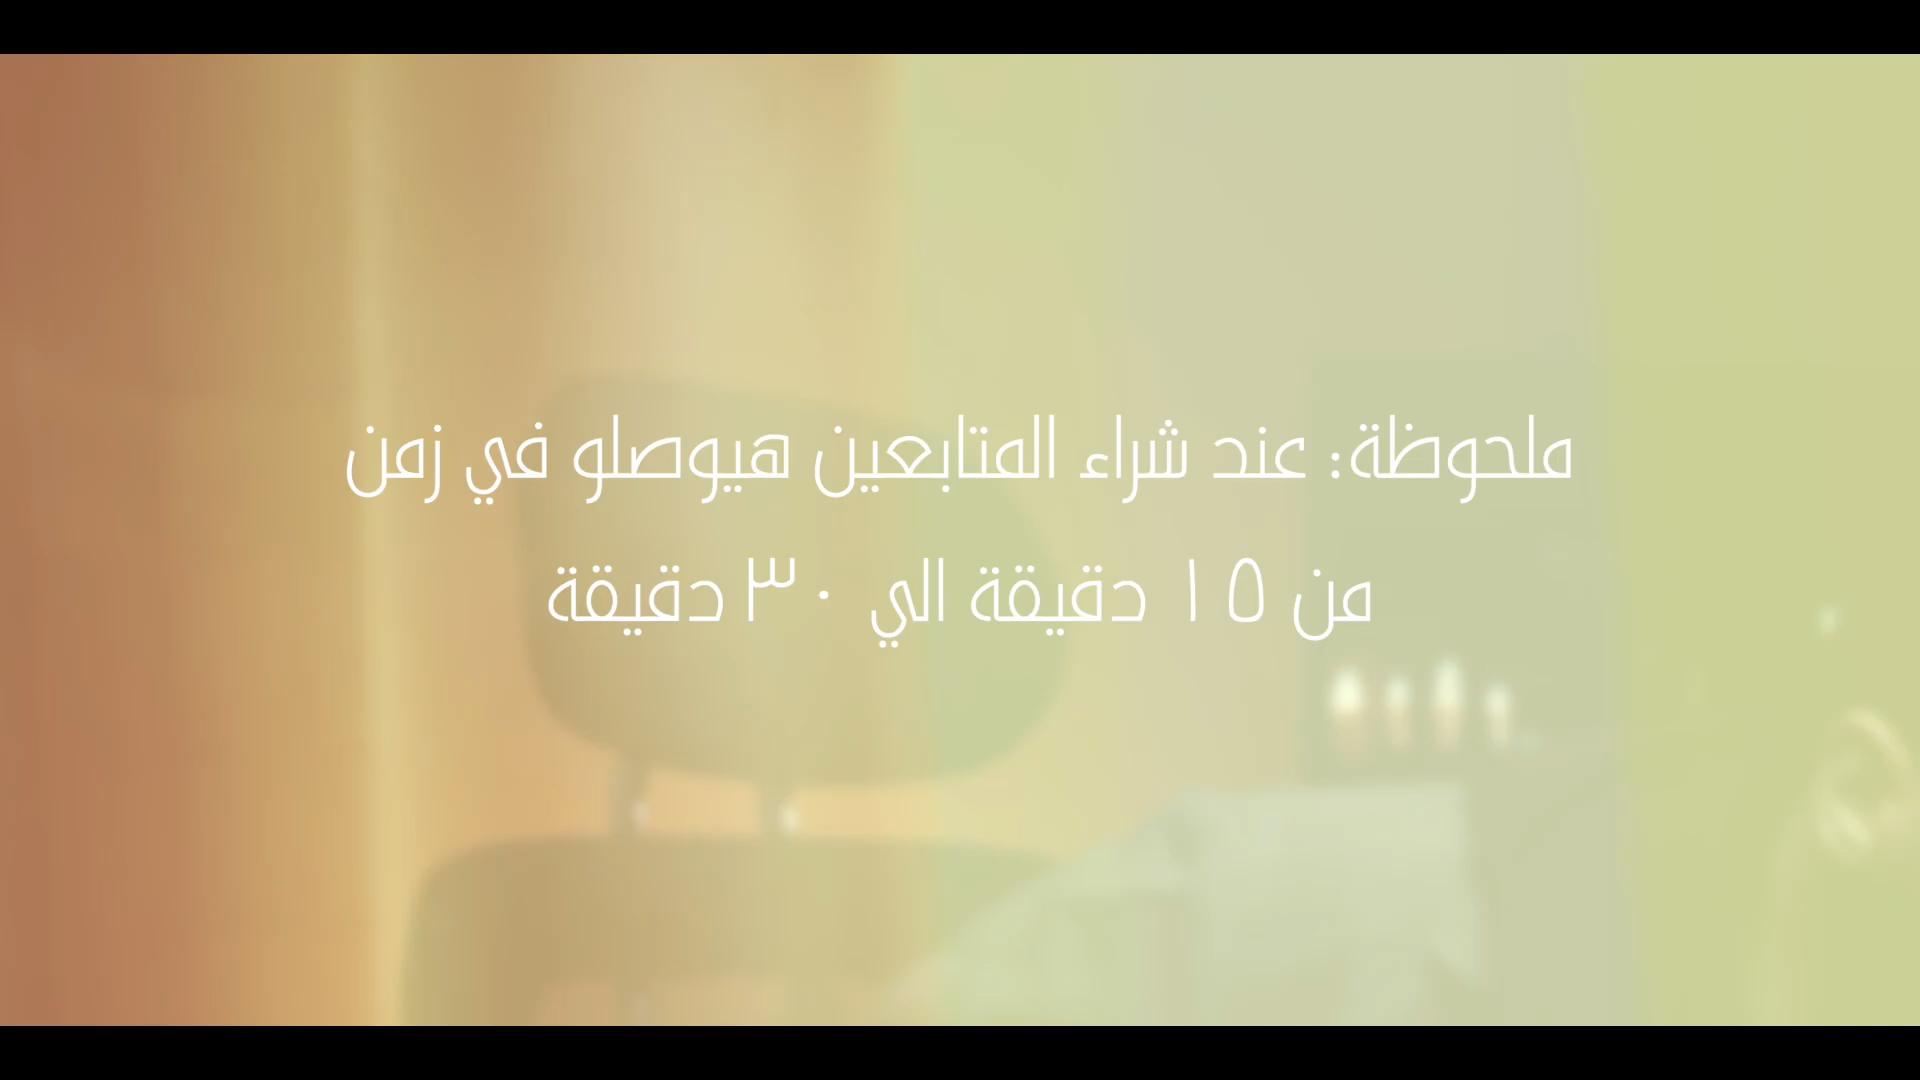 ملحوظة: عند شراء المتابعين هيوصلو في زمن
من ١٥ دقيقة الي ٣٠ دقيقة